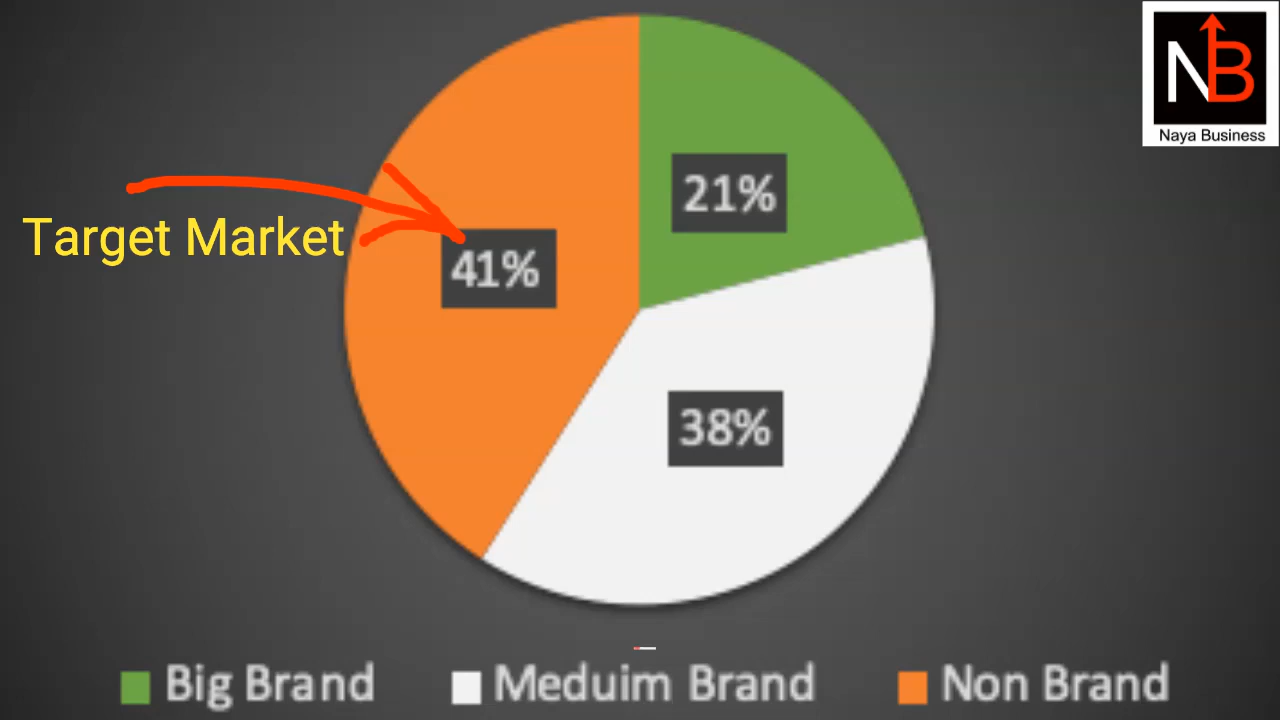 NB
Naya Business
21%
Target Market
41%
38%
Big Brand
Meduim Brand
Non Brand